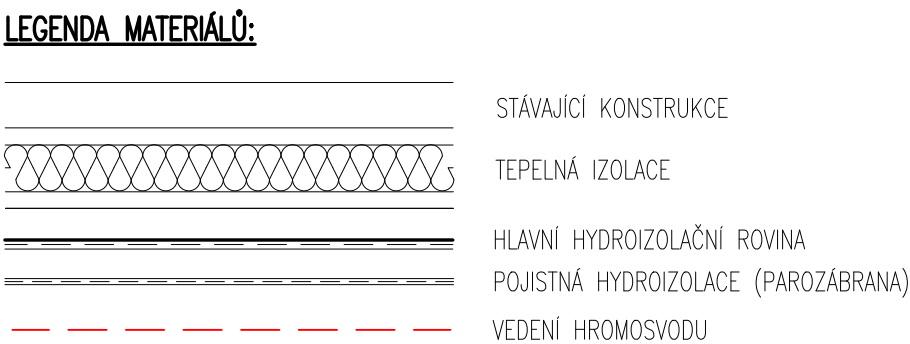 LEGENDA MATERIÁLŮ:
STÁVAJÍCÍ KONSTRUKCE
TEPELNÁ IZOLACE
HLAVNÍ HYDROIZOLAČNÍ ROVINA
POJISTNÁ HYDROIZOLACE (PAROZÁBRANA)
VEDENÍ HROMOSVODU